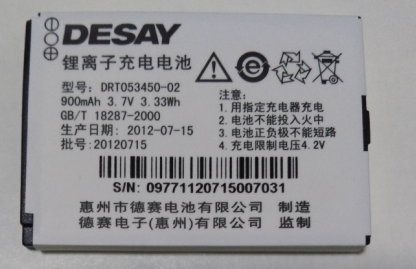 DESAY
锂离子充电电池
型号: DRT053450-02
900mAh 3.7V 3.33Wh
GB/T 18287-2000
生产日期: 2012-07-15
批号: 20120715
注意:
1.用指定充电器充电
2.电池不能投入火中
3.电池正负极不能短路
4.充电限制电压4.2V
S/N: 09771120715007031
惠州市德赛电池有限公司 制造
德赛电子(惠州)有限公司 监制